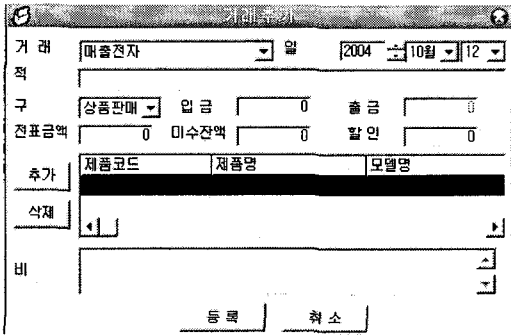 거래추가
거 래 매출전자 일 2004 10월 12
적
구 상품판매 입 금 0 출 금 0
전표금액 0 미수잔액 0 할 인 0
추가 제품코드 제품명 모델명
삭제
비
등 록 취 소